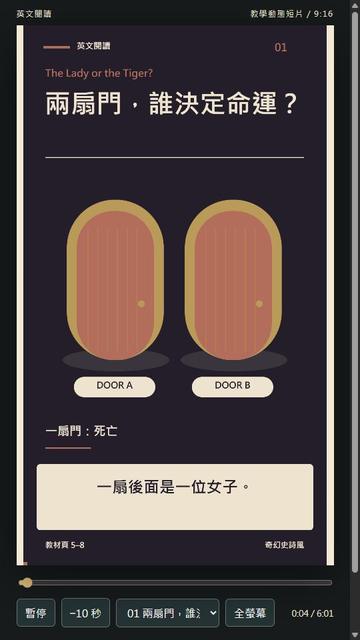 英文閱讀
教學動態短片 / 9:16
英文閱讀
01
The Lady or the Tiger?
兩扇門，誰決定命運？
DOOR A
DOOR B
一扇門：死亡
一扇後面是一位女子。
教材頁 5–8
奇幻史詩風
暫停
−10 秒
01 兩扇門，誰
全螢幕
0:04 / 6:01